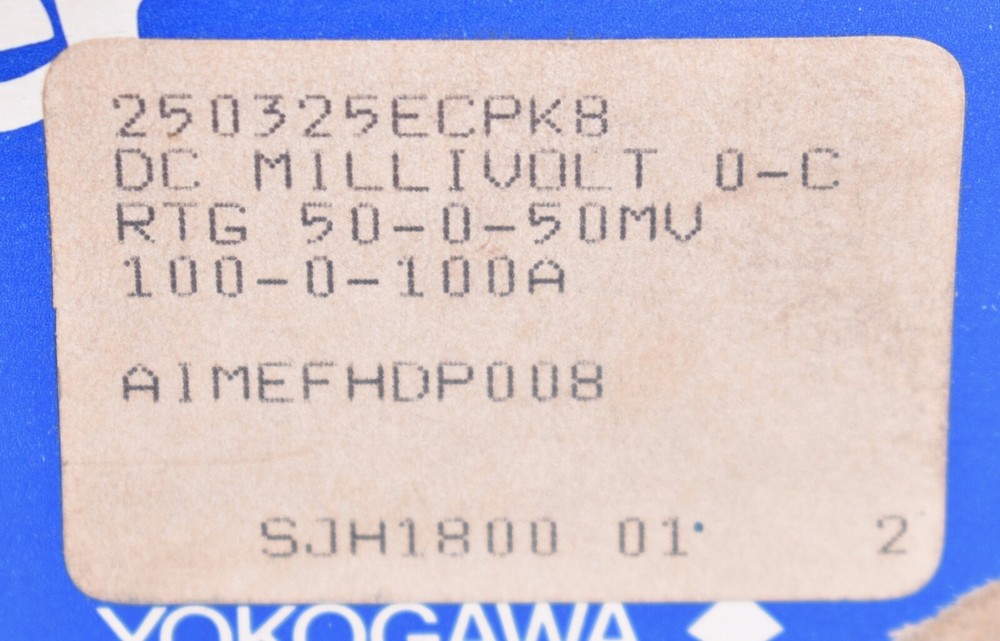 250325ECPK8
DC MILLIVOLT 0-C
RTG 50-0-50MV
100-0-100A
AIMEFHDP008
SJH1800 01 2
YOKOGAWA